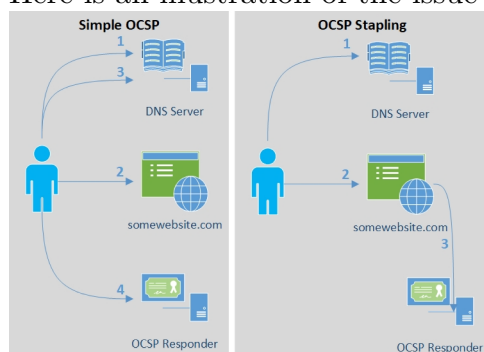 Here is an illustration of the issue
Simple OCSP
1
3
DNS Server
2
somewebsite.com
4
OCSP Responder
OCSP Stapling
1
DNS Server
2
somewebsite.com
3
OCSP Responder